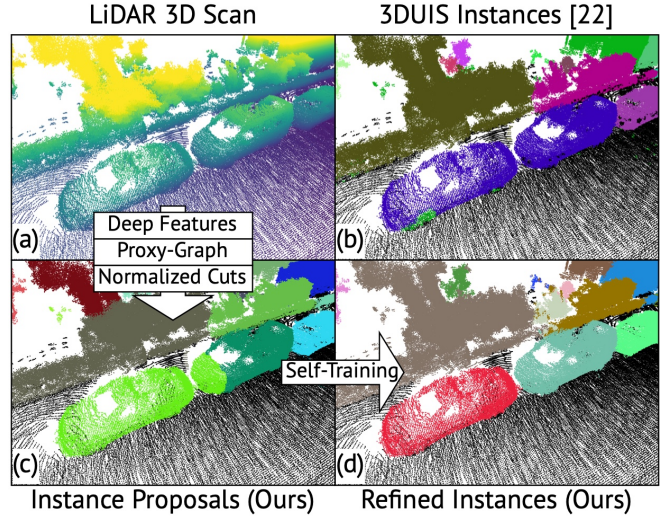 LiDAR 3D Scan
3DUIS Instances [22]
(a)
(b)
Deep Features
Proxy-Graph
Normalized Cuts
Self-Training
(c)
(d)
Instance Proposals (Ours)
Refined Instances (Ours)